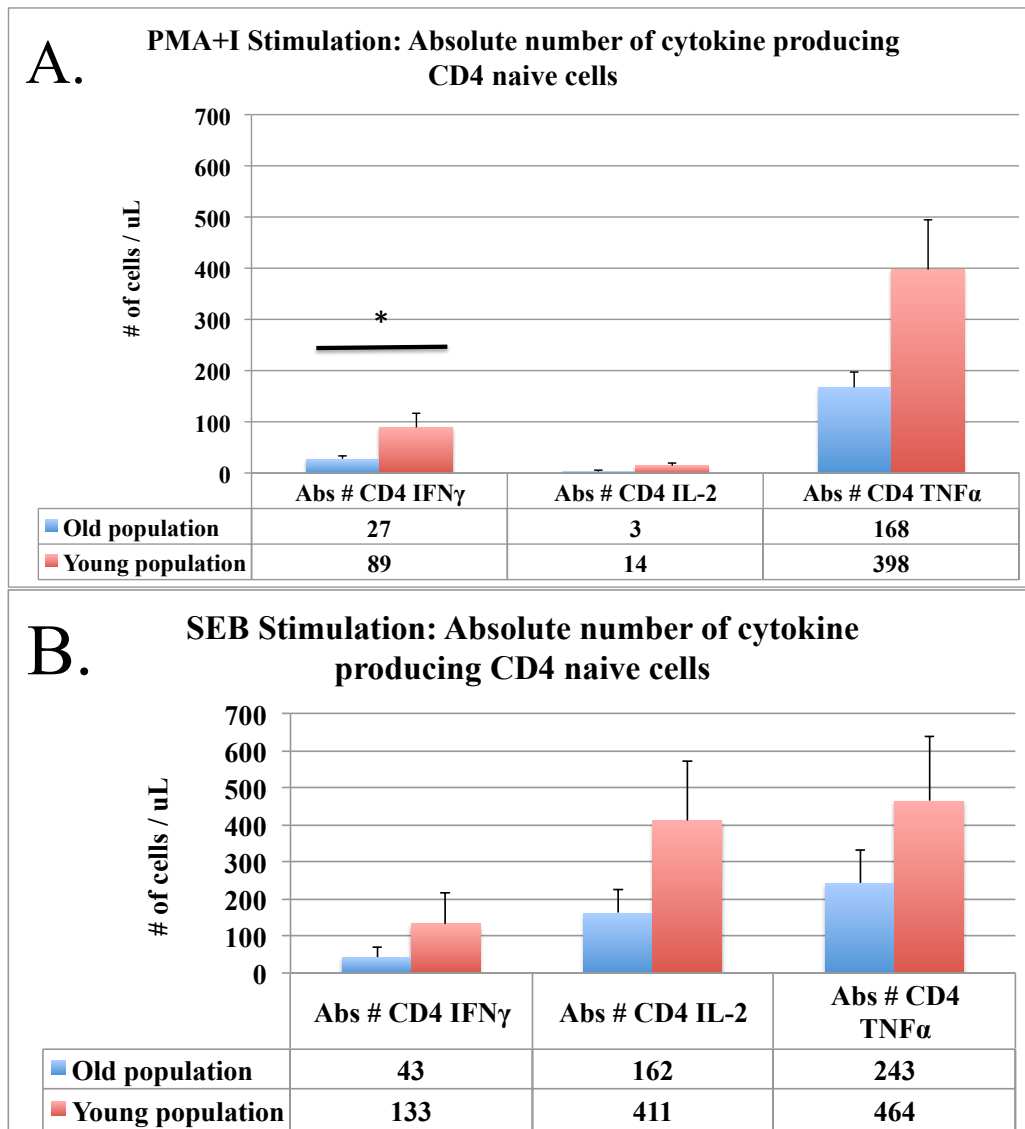 A.
PMA+I Stimulation: Absolute number of cytokine producing
CD4 naive cells
# of cells / uL
700
600
500
400
300
200
100
0
*
Abs # CD4 IFNγ Abs # CD4 IL-2 Abs # CD4 TNFα
Old population 27 3 168
Young population 89 14 398
B.
SEB Stimulation: Absolute number of cytokine
producing CD4 naive cells
# of cells / uL
700
600
500
400
300
200
100
0
Abs # CD4 IFNγ Abs # CD4 IL-2 Abs # CD4
TNFα
Old population 43 162 243
Young population 133 411 464